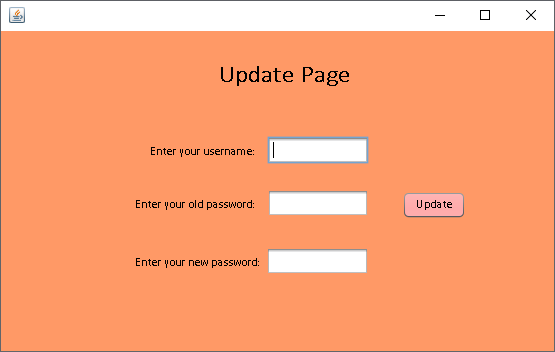 Update Page
Enter your username:
Enter your old password:
Update
Enter your new password: